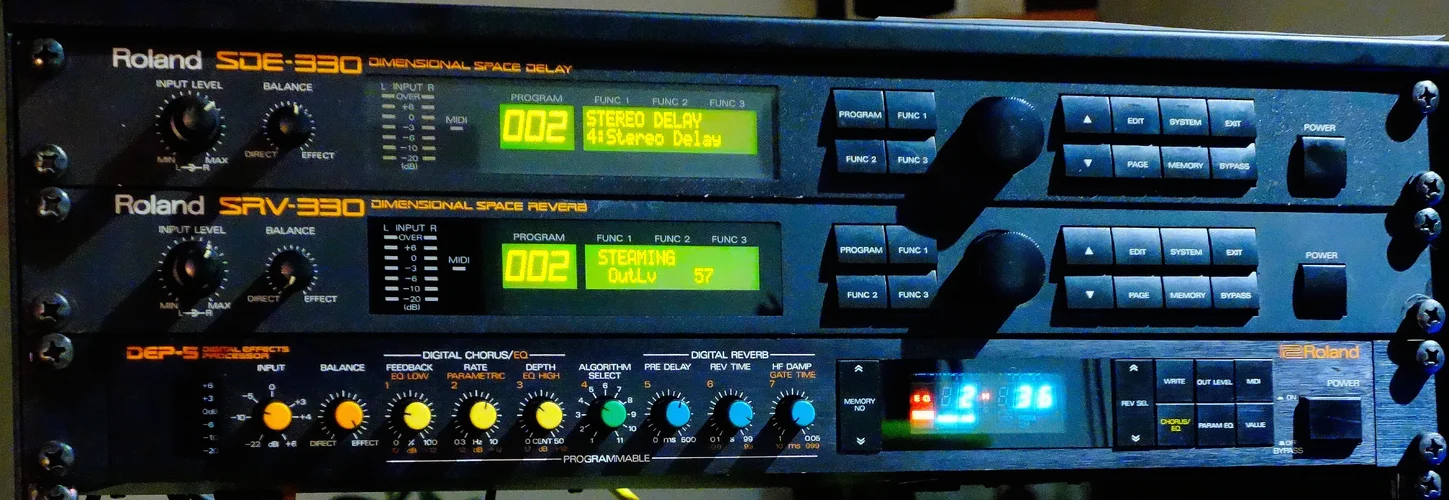 Roland SDE-330 DIMENSIONAL SPACE DELAY
INPUT LEVEL BALANCE
MIN MAX
L R
DIRECT EFFECT
L INPUT R
OVER
+6
0
-3
-6
-10
-20
(dB)
MIDI
PROGRAM FUNC 1 FUNC 2 FUNC 3
002
STEREO DELAY
4:Stereo Delay
PROGRAM FUNC 1
FUNC 2 FUNC 3
▲ EDIT SYSTEM EXIT
▼ PAGE MEMORY BYPASS
POWER
Roland SRV-330 DIMENSIONAL SPACE REVERB
INPUT LEVEL BALANCE
MIN MAX
L R
DIRECT EFFECT
L INPUT R
OVER
+6
0
-3
-6
-10
-20
(dB)
MIDI
PROGRAM FUNC 1 FUNC 2 FUNC 3
002
STEAMING
OutLv 57
PROGRAM FUNC 1
FUNC 2 FUNC 3
▲ EDIT SYSTEM EXIT
▼ PAGE MEMORY BYPASS
POWER
DEP-5 DIGITAL EFFECTS
PROCESSOR
DIGITAL CHORUS/EQ DIGITAL REVERB
INPUT BALANCE FEEDBACK RATE DEPTH ALGORITHM SELECT PRE DELAY REV TIME HF DAMP
EQ LOW PARAMETRIC EQ HIGH GATE TIME
1 2 3 4 5 6 7
DIRECT EFFECT
PROGRAMMABLE
MEMORY
NO
EQ 2 36
REV SEL
WRITE OUT LEVEL MIDI
CHORUS/
EQ PARAM EQ VALUE
Roland
POWER
ON
OFF
BYPASS